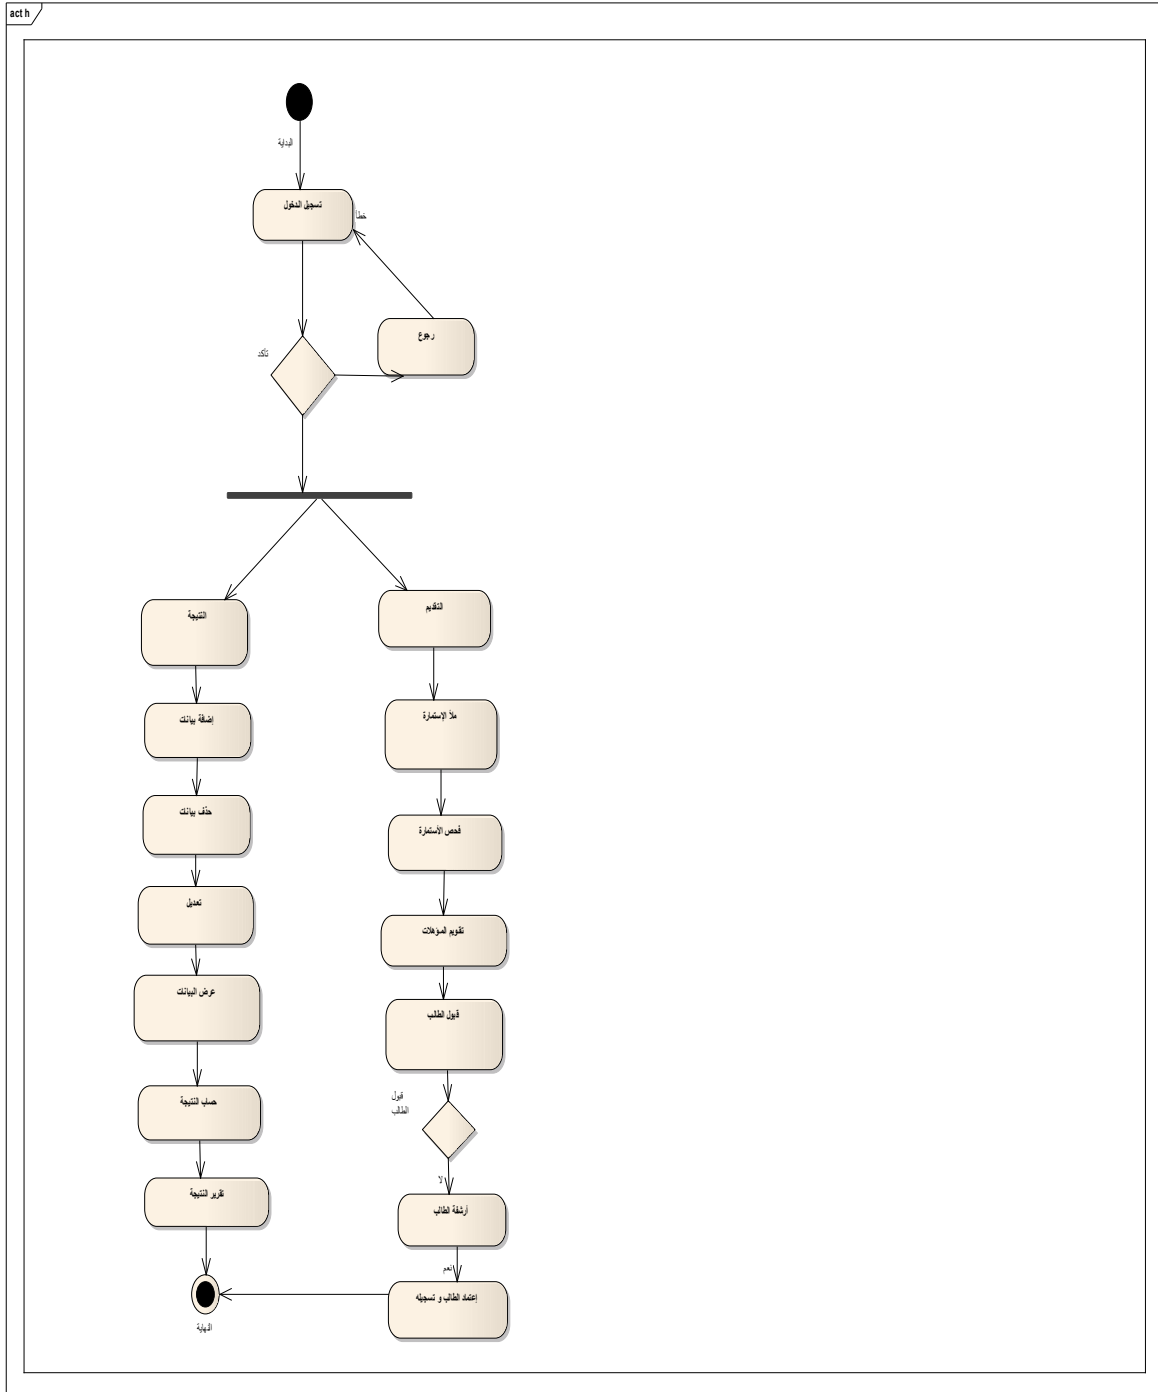 act h
البداية
تسجيل الدخول
خطأ
رجوع
تأكد
التقديم
النتيجة
ملأ الإستمارة
إضافة بيانات
حذف بيانات
فحص الأستمارة
تعديل
تقويم المؤهلات
عرض البيانات
قبول الطالب
قبول
الطالب
حساب النتيجة
لا
تقرير النتيجة
أرشفة الطالب
نعم
إعتماد الطالب و تسجيله
النهاية